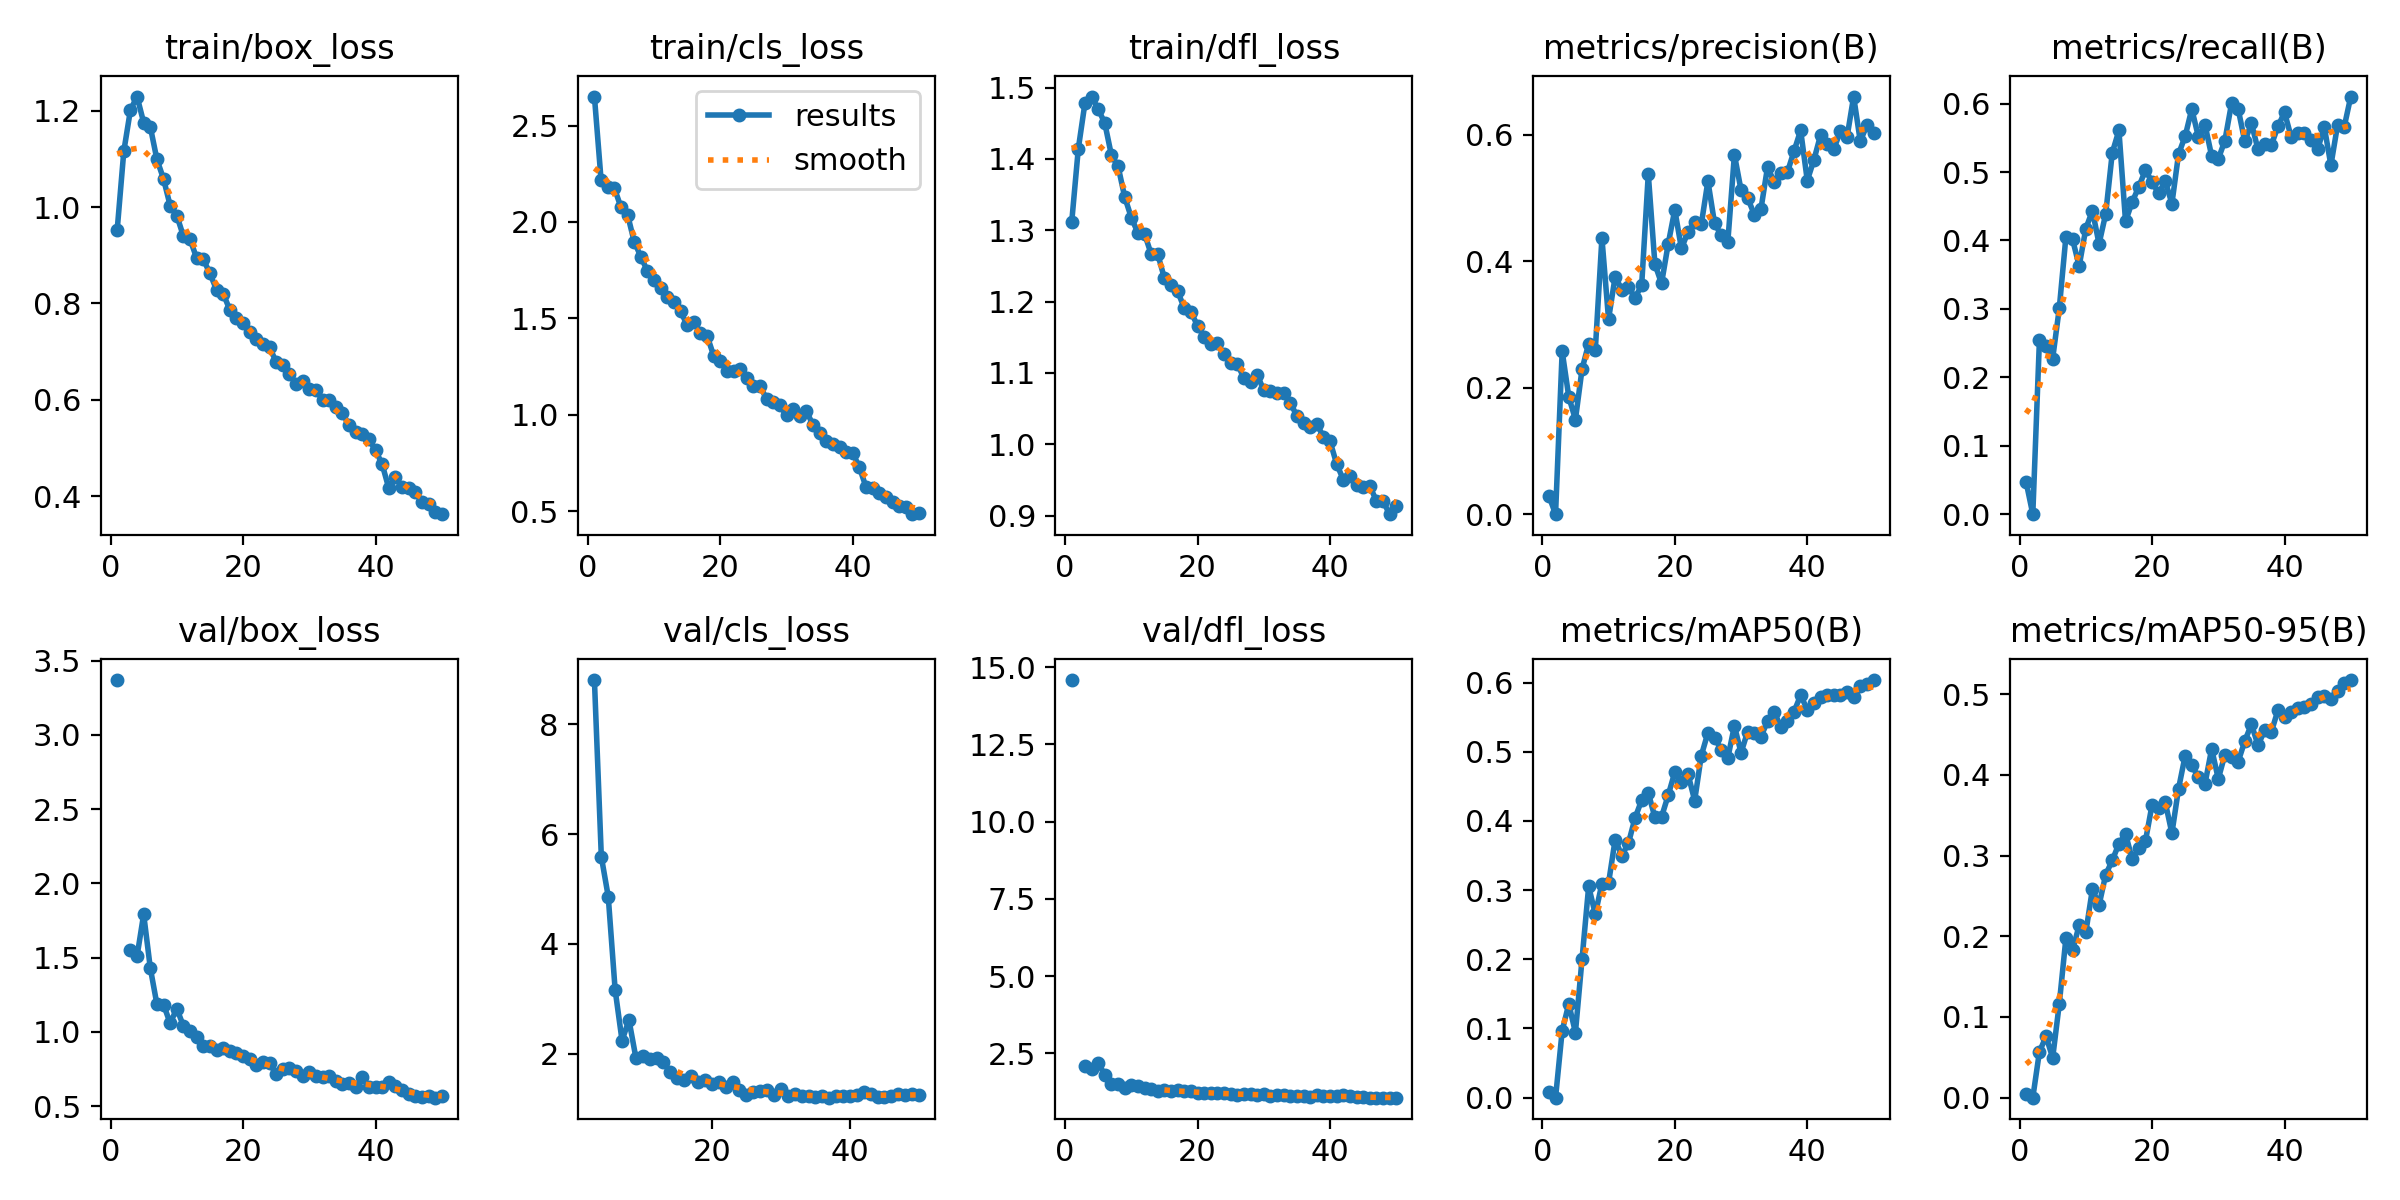 train/box_loss
1.2
1.0
0.8
0.6
0.4
0 20 40
train/cls_loss
results
smooth
2.5
2.0
1.5
1.0
0.5
0 20 40
train/dfl_loss
1.5
1.4
1.3
1.2
1.1
1.0
0.9
0 20 40
metrics/precision(B)
0.6
0.4
0.2
0.0
0 20 40
metrics/recall(B)
0.6
0.5
0.4
0.3
0.2
0.1
0.0
0 20 40
val/box_loss
3.5
3.0
2.5
2.0
1.5
1.0
0.5
0 20 40
val/cls_loss
8
6
4
2
20 40
val/dfl_loss
15.0
12.5
10.0
7.5
5.0
2.5
0 20 40
metrics/mAP50(B)
0.6
0.5
0.4
0.3
0.2
0.1
0.0
0 20 40
metrics/mAP50-95(B)
0.5
0.4
0.3
0.2
0.1
0.0
0 20 40